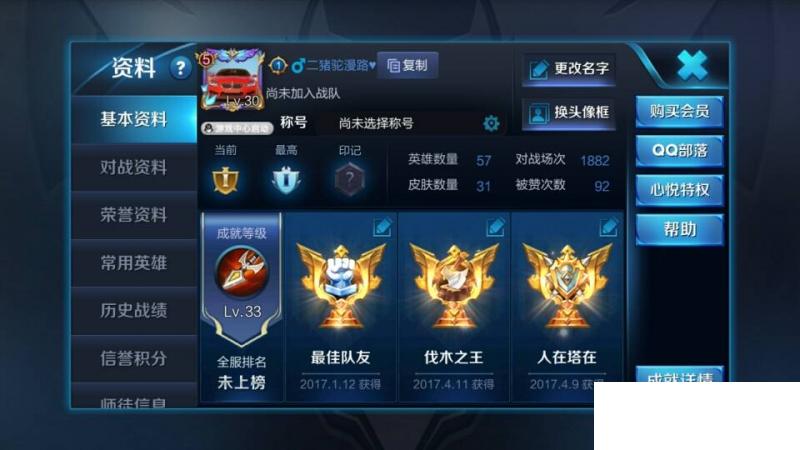 资料 ?
5
Lv.30
1
二猪驼漫路♥
复制
尚未加入战队
游戏中心启动
称号
尚未选择称号
更改名字
换头像框
基本资料
对战资料
荣誉资料
常用英雄
历史战绩
信誉积分
师徒信息
当前
最高
印记
?
英雄数量 57
对战场次 1882
皮肤数量 31
被赞次数 92
成就等级
Lv.33
全服排名
未上榜
最佳队友
2017.1.12 获得
伐木之王
2017.4.11 获得
人在塔在
2017.4.9 获得
购买会员
QQ部落
心悦特权
帮助
成就详情